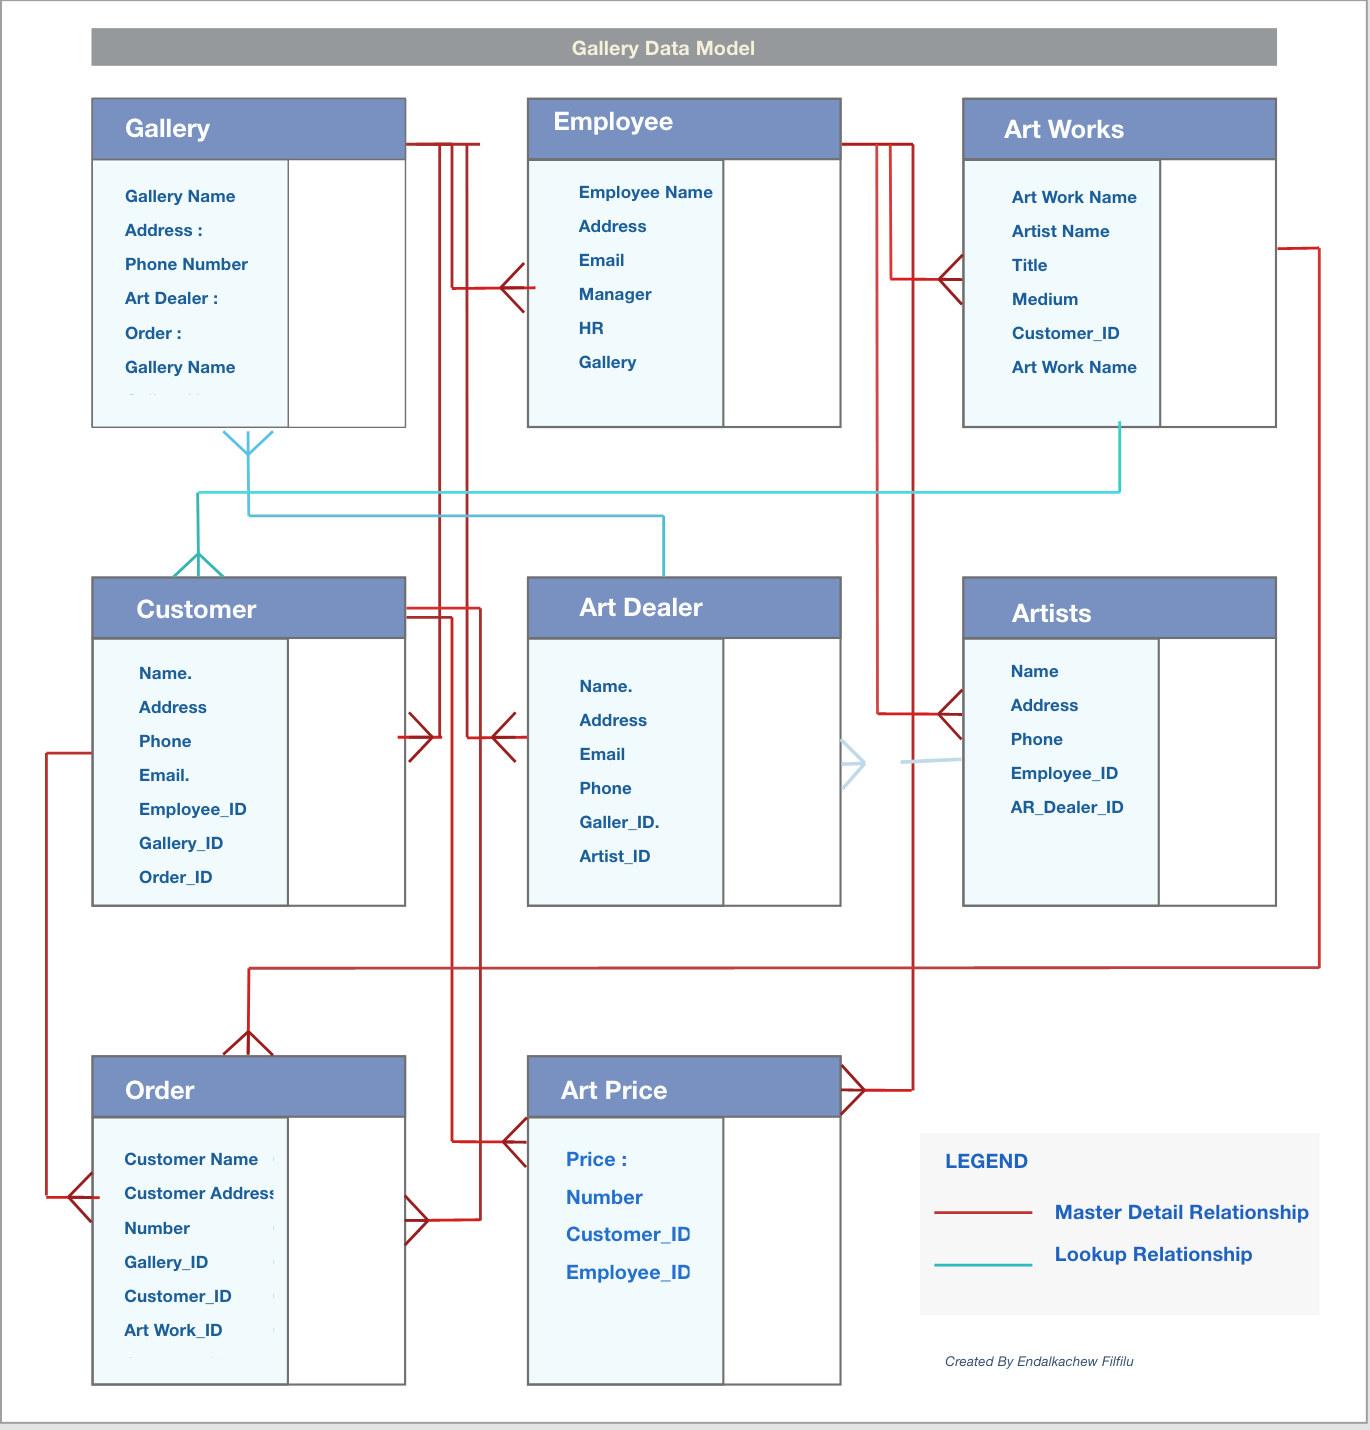 Gallery Data Model
Gallery
Gallery Name
Address :
Phone Number
Art Dealer :
Order :
Gallery Name
Employee
Employee Name
Address
Email
Manager
HR
Gallery
Art Works
Art Work Name
Artist Name
Title
Medium
Customer_ID
Art Work Name
Customer
Name.
Address
Phone
Email.
Employee_ID
Gallery_ID
Order_ID
Art Dealer
Name.
Address
Email
Phone
Galler_ID.
Artist_ID
Artists
Name
Address
Phone
Employee_ID
AR_Dealer_ID
Order
Customer Name
Customer Address
Number
Gallery_ID
Customer_ID
Art Work_ID
Art Price
Price :
Number
Customer_ID
Employee_ID
LEGEND
Master Detail Relationship
Lookup Relationship
Created By Endalkachew Filfilu